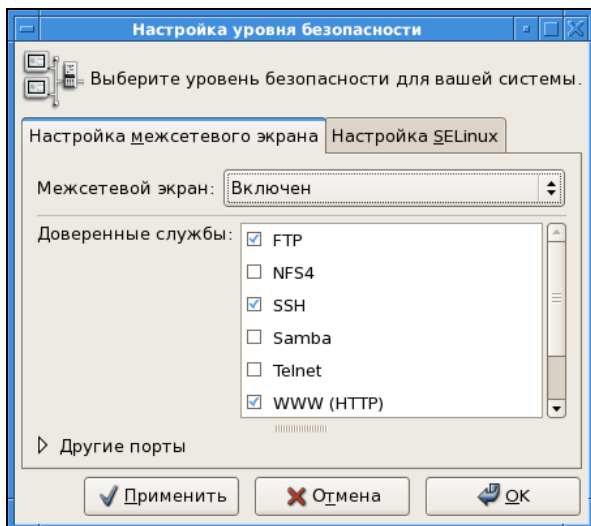 Настройка уровня безопасности
Выберите уровень безопасности для вашей системы.
Настройка межсетевого экрана Настройка SELinux
Межсетевой экран: Включен
Доверенные службы: FTP
NFS4
SSH
Samba
Telnet
WWW (HTTP)
Другие порты
Применить Отмена OK